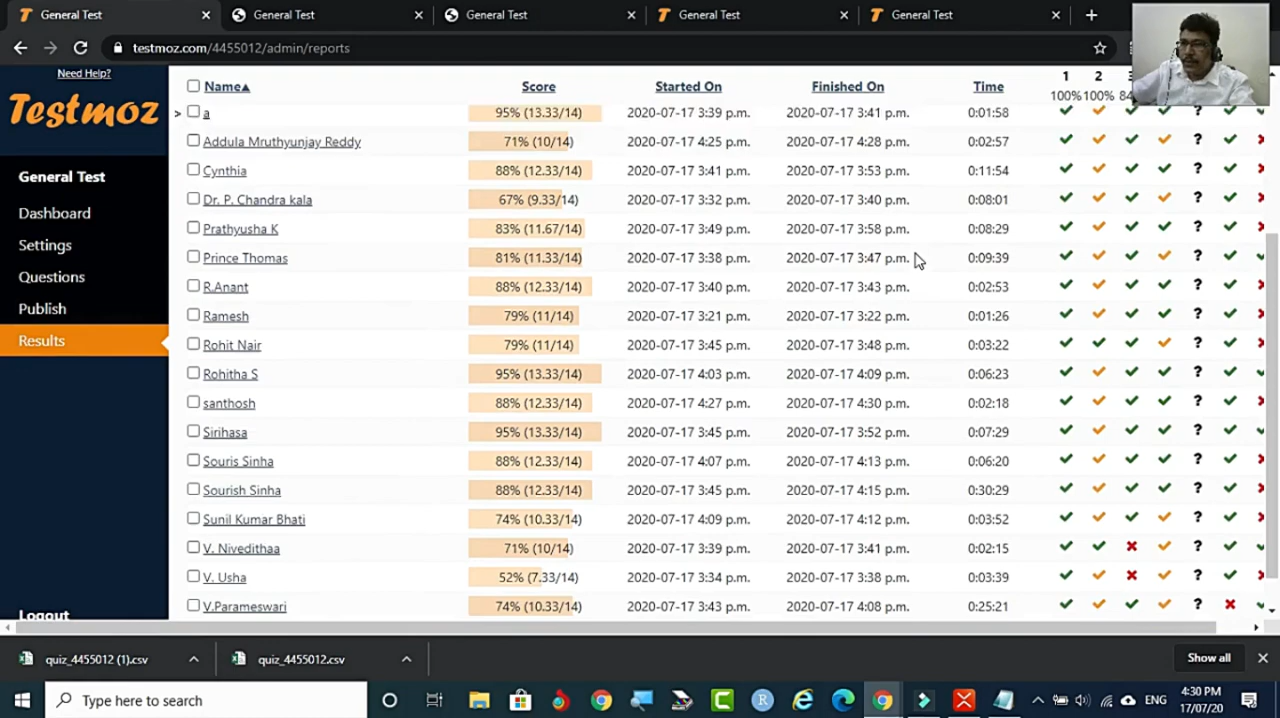 General Test General Test General Test General Test General Test
testmoz.com/4455012/admin/reports
Need Help?
Testmoz
General Test
Dashboard
Settings
Questions
Publish
Results
Logout
Name▲ Score Started On Finished On Time 1 2
100% 100%
> a 95% (13.33/14) 2020-07-17 3:39 p.m. 2020-07-17 3:41 p.m. 0:01:58 ?
Addula Mruthyunjay Reddy 71% (10/14) 2020-07-17 4:25 p.m. 2020-07-17 4:28 p.m. 0:02:57 ?
Cynthia 88% (12.33/14) 2020-07-17 3:41 p.m. 2020-07-17 3:53 p.m. 0:11:54 ?
Dr. P. Chandra kala 67% (9.33/14) 2020-07-17 3:32 p.m. 2020-07-17 3:40 p.m. 0:08:01 ?
Prathyusha K 83% (11.67/14) 2020-07-17 3:49 p.m. 2020-07-17 3:58 p.m. 0:08:29 ?
Prince Thomas 81% (11.33/14) 2020-07-17 3:38 p.m. 2020-07-17 3:47 p.m. 0:09:39 ?
R.Anant 88% (12.33/14) 2020-07-17 3:40 p.m. 2020-07-17 3:43 p.m. 0:02:53 ?
Ramesh 79% (11/14) 2020-07-17 3:21 p.m. 2020-07-17 3:22 p.m. 0:01:26 ?
Rohit Nair 79% (11/14) 2020-07-17 3:45 p.m. 2020-07-17 3:48 p.m. 0:03:22 ?
Rohitha S 95% (13.33/14) 2020-07-17 4:03 p.m. 2020-07-17 4:09 p.m. 0:06:23 ?
santhosh 88% (12.33/14) 2020-07-17 4:27 p.m. 2020-07-17 4:30 p.m. 0:02:18 ?
Sirihasa 95% (13.33/14) 2020-07-17 3:45 p.m. 2020-07-17 3:52 p.m. 0:07:29 ?
Souris Sinha 88% (12.33/14) 2020-07-17 4:07 p.m. 2020-07-17 4:13 p.m. 0:06:20 ?
Sourish Sinha 88% (12.33/14) 2020-07-17 3:45 p.m. 2020-07-17 4:15 p.m. 0:30:29 ?
Sunil Kumar Bhati 74% (10.33/14) 2020-07-17 4:09 p.m. 2020-07-17 4:12 p.m. 0:03:52 ?
V. Nivedithaa 71% (10/14) 2020-07-17 3:39 p.m. 2020-07-17 3:41 p.m. 0:02:15 ?
V. Usha 52% (7.33/14) 2020-07-17 3:34 p.m. 2020-07-17 3:38 p.m. 0:03:39 ?
V.Parameswari 74% (10.33/14) 2020-07-17 3:43 p.m. 2020-07-17 4:08 p.m. 0:25:21 ?
quiz_4455012 (1).csv quiz_4455012.csv Show all
Type here to search ENG 4:30 PM
17/07/20